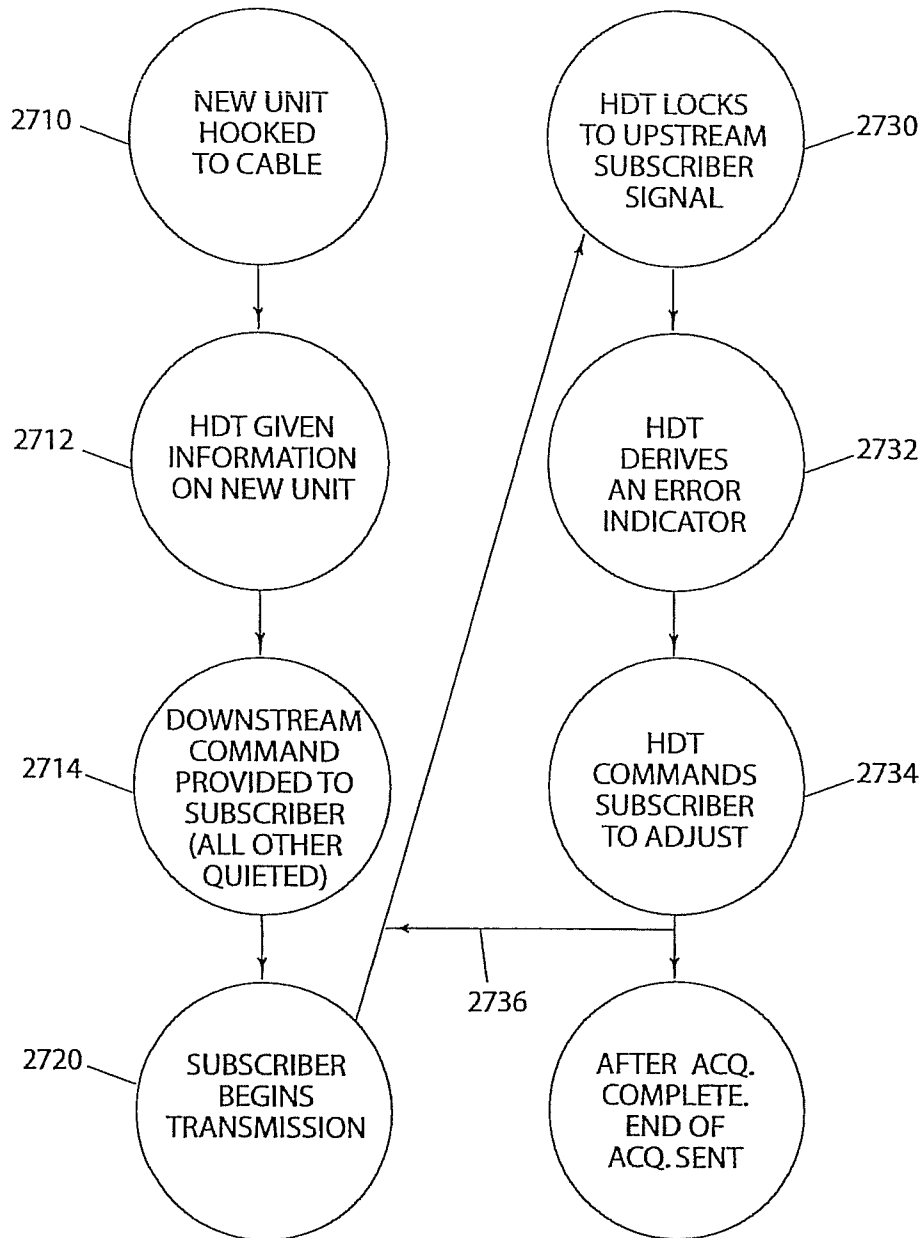 2710
NEW UNIT
HOOKED
TO CABLE
2712
HDT GIVEN
INFORMATION
ON NEW UNIT
2714
DOWNSTREAM
COMMAND
PROVIDED TO
SUBSCRIBER
(ALL OTHER
QUIETED)
2720
SUBSCRIBER
BEGINS
TRANSMISSION
HDT LOCKS
TO UPSTREAM
SUBSCRIBER
SIGNAL
2730
HDT
DERIVES
AN ERROR
INDICATOR
2732
HDT
COMMANDS
SUBSCRIBER
TO ADJUST
2734
2736
AFTER ACQ.
COMPLETE.
END OF
ACQ. SENT